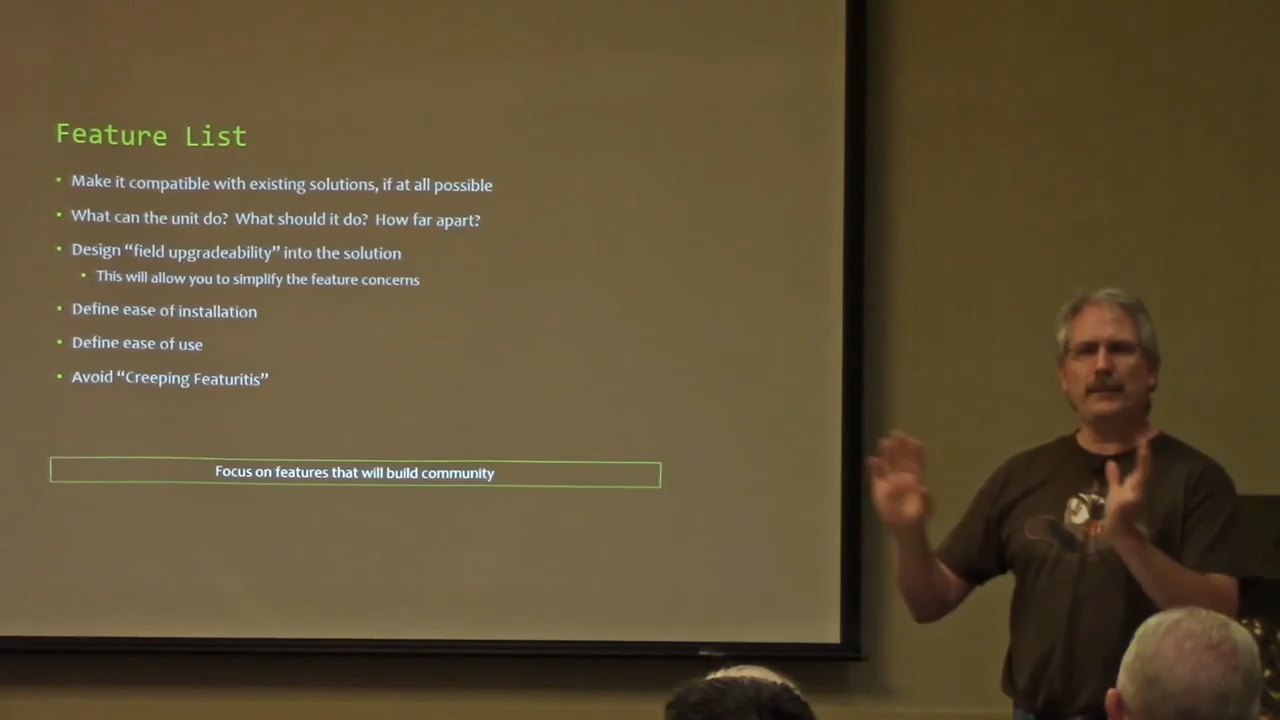 Feature List
• Make it compatible with existing solutions, if at all possible
• What can the unit do? What should it do? How far apart?
• Design “field upgradeability” into the solution
• This will allow you to simplify the feature concerns
• Define ease of installation
• Define ease of use
• Avoid “Creeping Featuritis”
Focus on features that will build community